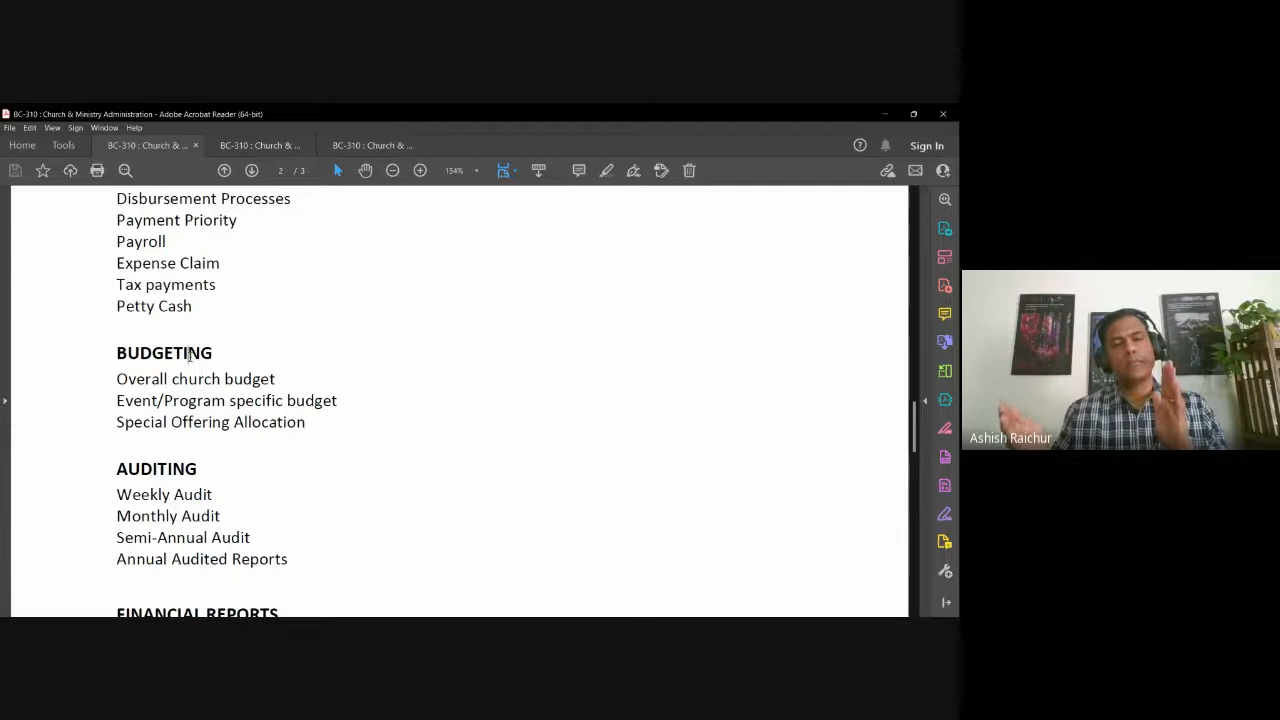 BC-310 : Church & Ministry Administration - Adobe Acrobat Reader (64-bit)
File Edit View Sign Window Help
Home Tools BC-310 : Church & ... × BC-310 : Church & ... BC-310 : Church & ... Sign In
2 / 3 154%
Disbursement Processes
Payment Priority
Payroll
Expense Claim
Tax payments
Petty Cash
BUDGETING
Overall church budget
Event/Program specific budget
Special Offering Allocation
AUDITING
Weekly Audit
Monthly Audit
Semi-Annual Audit
Annual Audited Reports
FINANCIAL REPORTS
Ashish Raichur